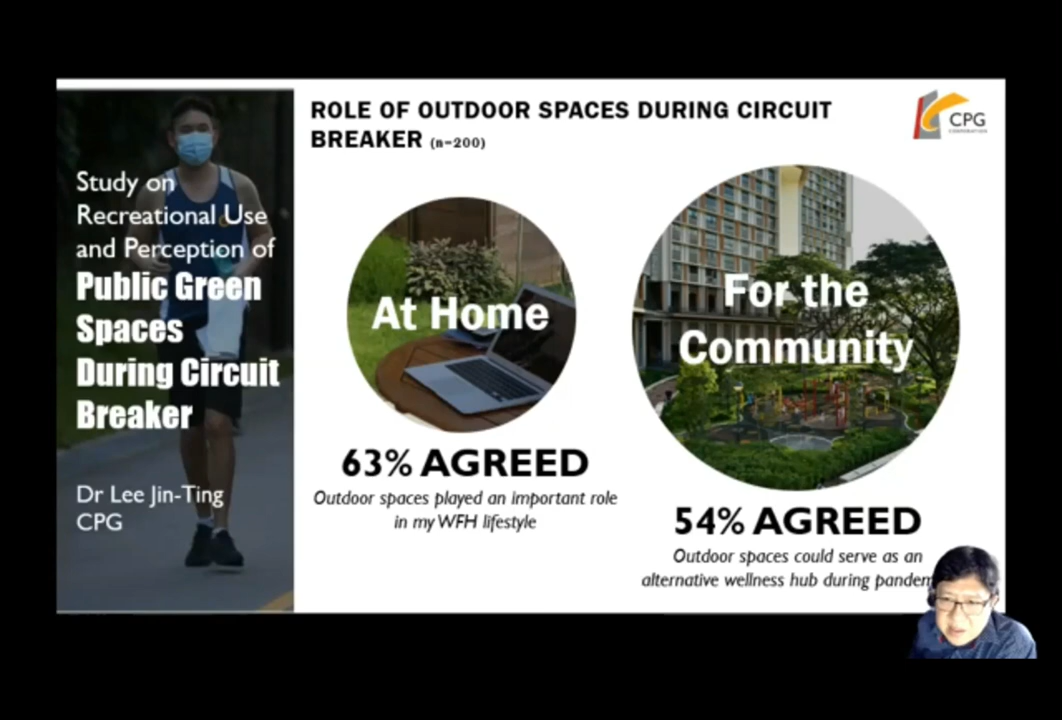 Study on
Recreational Use
and Perception of
Public Green
Spaces
During Circuit
Breaker
Dr Lee Jin-Ting
CPG
ROLE OF OUTDOOR SPACES DURING CIRCUIT
BREAKER (n=200)
CPG
CORPORATION
At Home
63% AGREED
Outdoor spaces played an important role
in my WFH lifestyle
For the
Community
54% AGREED
Outdoor spaces could serve as an
alternative wellness hub during pandem